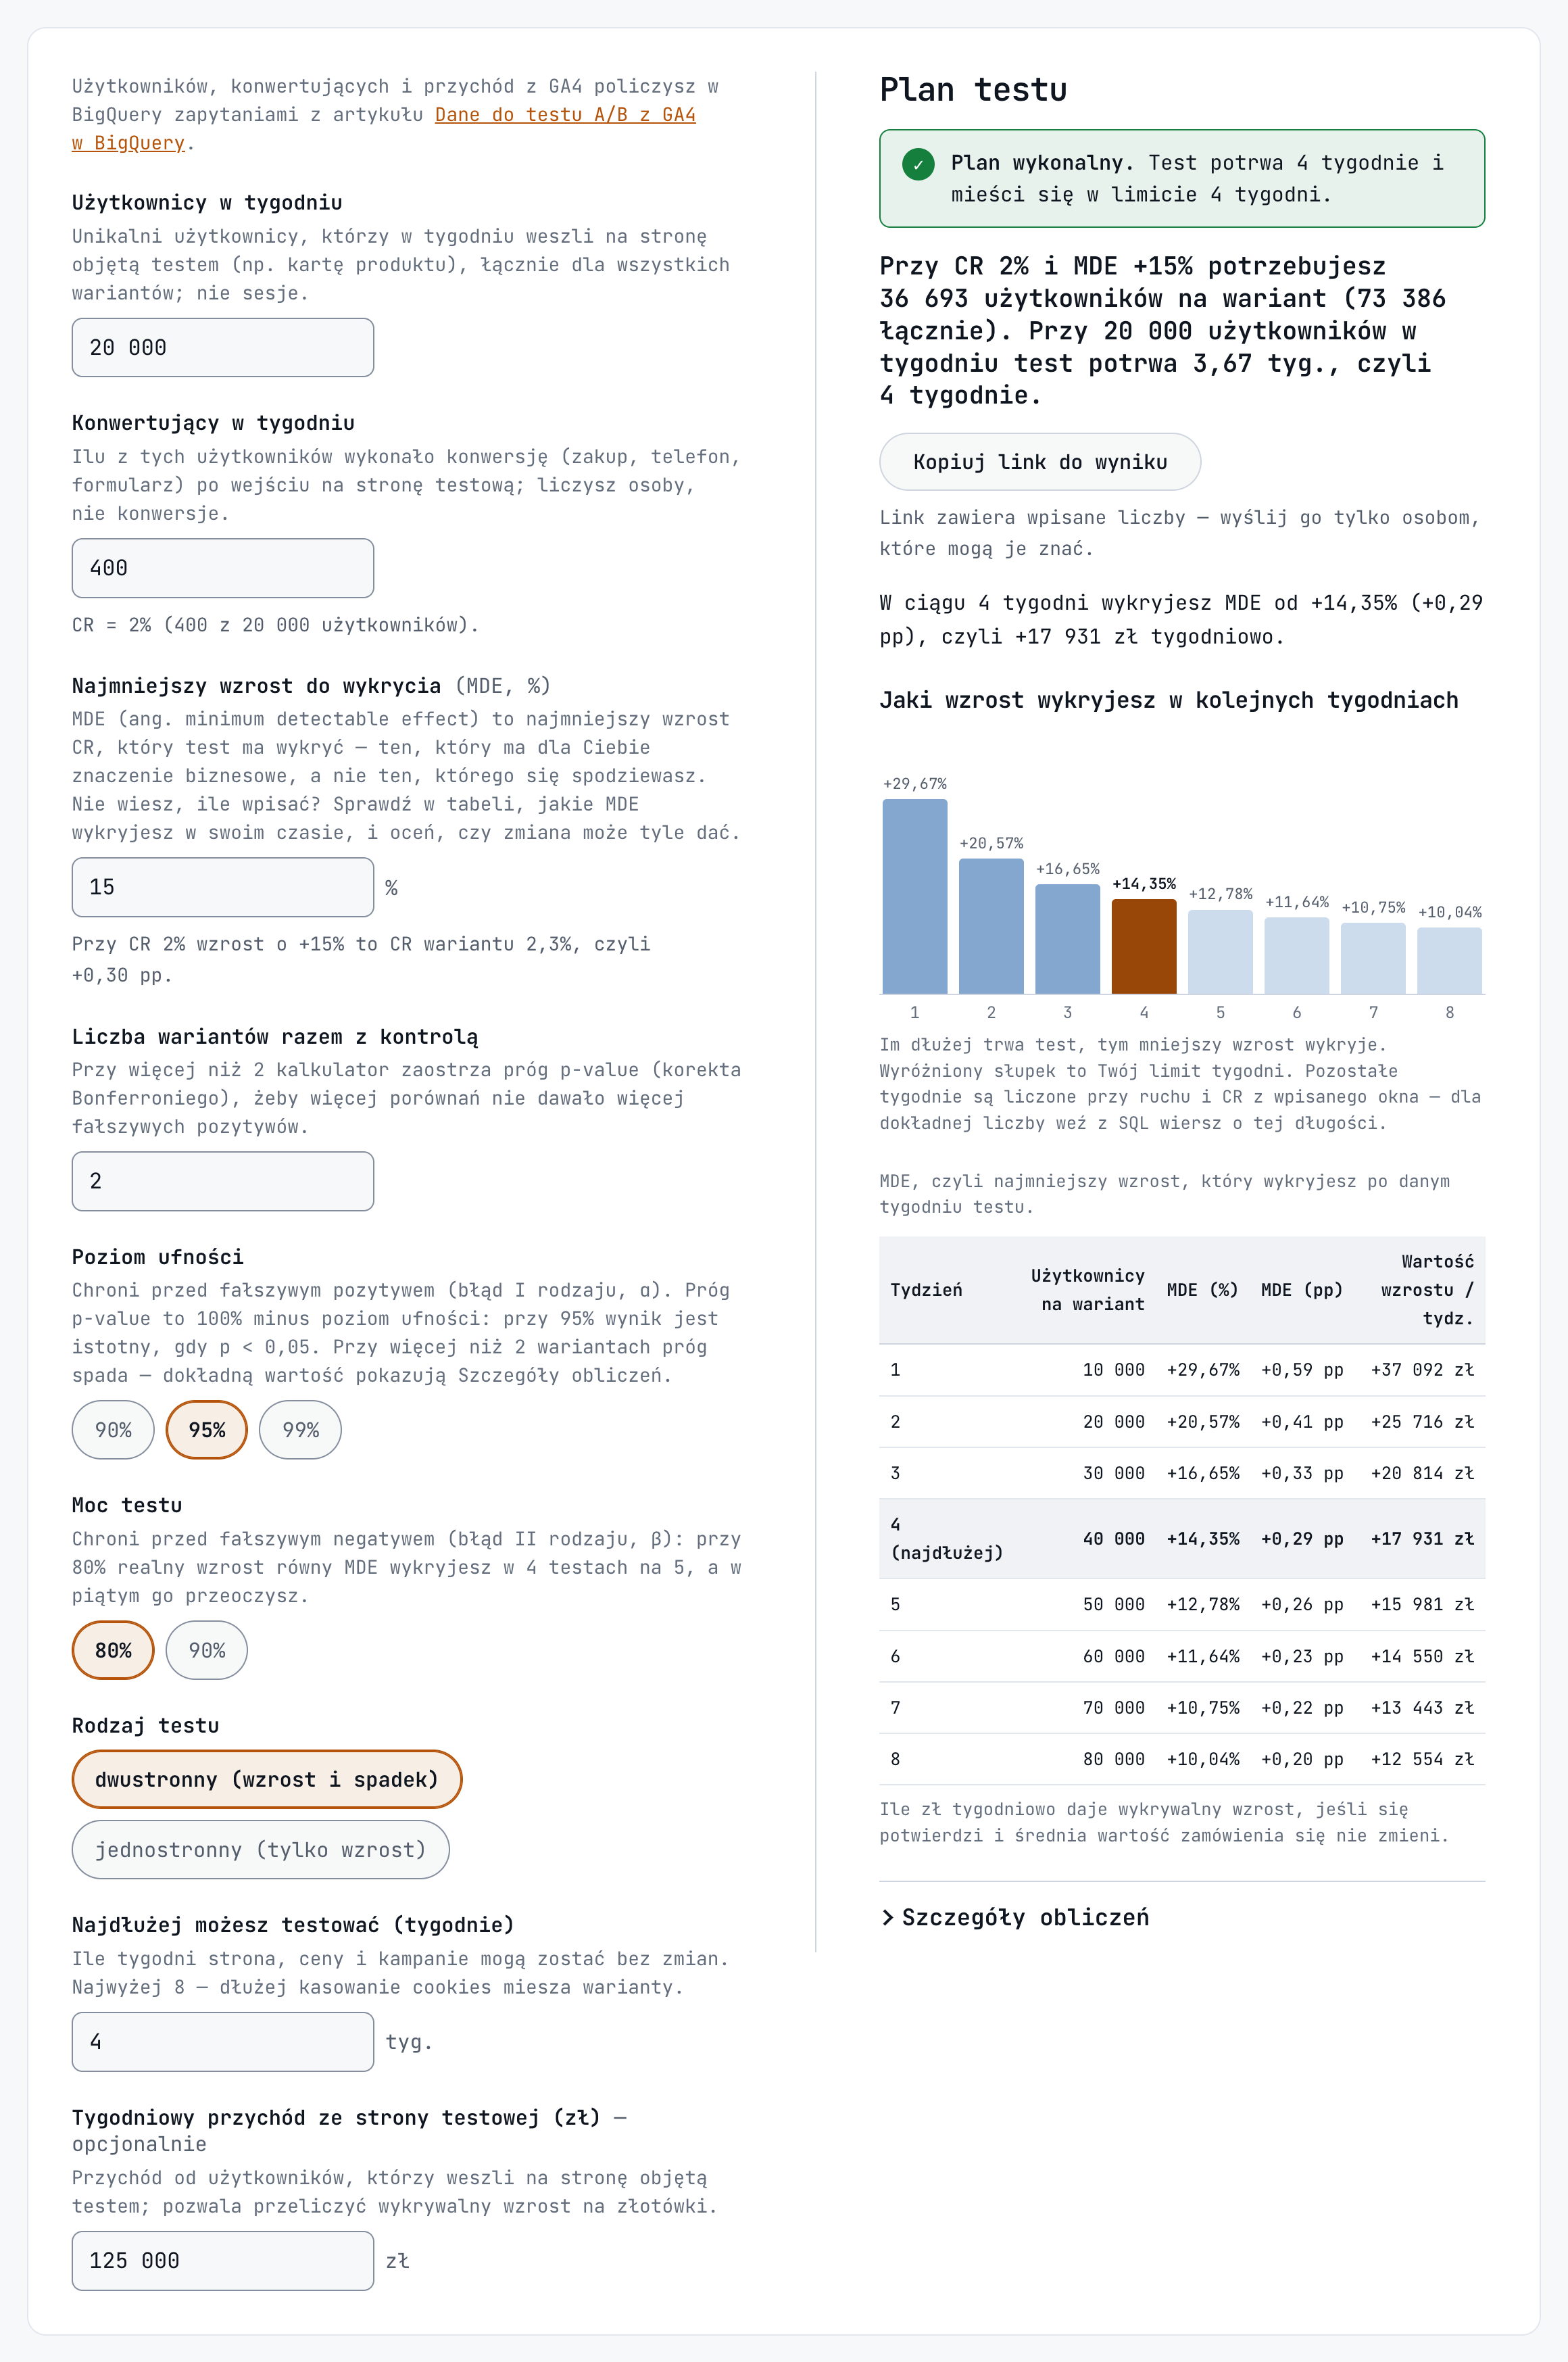 Użytkowników, konwertujących i przychód z GA4 policzysz w
BigQuery zapytaniami z artykułu Dane do testu A/B z GA4
w BigQuery.
Użytkownicy w tygodniu
Unikalni użytkownicy, którzy w tygodniu weszli na stronę
objętą testem (np. kartę produktu), łącznie dla wszystkich
wariantów; nie sesje.
20 000
Konwertujący w tygodniu
Ilu z tych użytkowników wykonało konwersję (zakup, telefon,
formularz) po wejściu na stronę testową; liczysz osoby,
nie konwersje.
400
CR = 2% (400 z 20 000 użytkowników).
Najmniejszy wzrost do wykrycia (MDE, %)
MDE (ang. minimum detectable effect) to najmniejszy wzrost
CR, który test ma wykryć — ten, który ma dla Ciebie
znaczenie biznesowe, a nie ten, którego się spodziewasz.
Nie wiesz, ile wpisać? Sprawdź w tabeli, jakie MDE
wykryjesz w swoim czasie, i oceń, czy zmiana może tyle dać.
15 %
Przy CR 2% wzrost o +15% to CR wariantu 2,3%, czyli
+0,30 pp.
Liczba wariantów razem z kontrolą
Przy więcej niż 2 kalkulator zaostrza próg p-value (korekta
Bonferroniego), żeby więcej porównań nie dawało więcej
fałszywych pozytywów.
2
Poziom ufności
Chroni przed fałszywym pozytywem (błąd I rodzaju, α). Próg
p-value to 100% minus poziom ufności: przy 95% wynik jest
istotny, gdy p < 0,05. Przy więcej niż 2 wariantach próg
spada — dokładną wartość pokazują Szczegóły obliczeń.
90% 95% 99%
Moc testu
Chroni przed fałszywym negatywem (błąd II rodzaju, β): przy
80% realny wzrost równy MDE wykryjesz w 4 testach na 5, a w
piątym go przeoczysz.
80% 90%
Rodzaj testu
dwustronny (wzrost i spadek)
jednostronny (tylko wzrost)
Najdłużej możesz testować (tygodnie)
Ile tygodni strona, ceny i kampanie mogą zostać bez zmian.
Najwyżej 8 — dłużej kasowanie cookies miesza warianty.
4 tyg.
Tygodniowy przychód ze strony testowej (zł) —
opcjonalnie
Przychód od użytkowników, którzy weszli na stronę objętą
testem; pozwala przeliczyć wykrywalny wzrost na złotówki.
125 000 zł
Plan testu
✓ Plan wykonalny. Test potrwa 4 tygodnie i
mieści się w limicie 4 tygodni.
Przy CR 2% i MDE +15% potrzebujesz
36 693 użytkowników na wariant (73 386
łącznie). Przy 20 000 użytkowników w
tygodniu test potrwa 3,67 tyg., czyli
4 tygodnie.
Kopiuj link do wyniku
Link zawiera wpisane liczby — wyślij go tylko osobom,
które mogą je znać.
W ciągu 4 tygodni wykryjesz MDE od +14,35% (+0,29
pp), czyli +17 931 zł tygodniowo.
Jaki wzrost wykryjesz w kolejnych tygodniach
+29,67% +20,57% +16,65% +14,35% +12,78% +11,64% +10,75% +10,04%
1 2 3 4 5 6 7 8
Im dłużej trwa test, tym mniejszy wzrost wykryje.
Wyróżniony słupek to Twój limit tygodni. Pozostałe
tygodnie są liczone przy ruchu i CR z wpisanego okna — dla
dokładnej liczby weź z SQL wiersz o tej długości.
MDE, czyli najmniejszy wzrost, który wykryjesz po danym
tygodniu testu.
Tydzień Użytkownicy na wariant MDE (%) MDE (pp) Wartość wzrostu / tydz.
1 10 000 +29,67% +0,59 pp +37 092 zł
2 20 000 +20,57% +0,41 pp +25 716 zł
3 30 000 +16,65% +0,33 pp +20 814 zł
4 (najdłużej) 40 000 +14,35% +0,29 pp +17 931 zł
5 50 000 +12,78% +0,26 pp +15 981 zł
6 60 000 +11,64% +0,23 pp +14 550 zł
7 70 000 +10,75% +0,22 pp +13 443 zł
8 80 000 +10,04% +0,20 pp +12 554 zł
Ile zł tygodniowo daje wykrywalny wzrost, jeśli się
potwierdzi i średnia wartość zamówienia się nie zmieni.
Szczegóły obliczeń